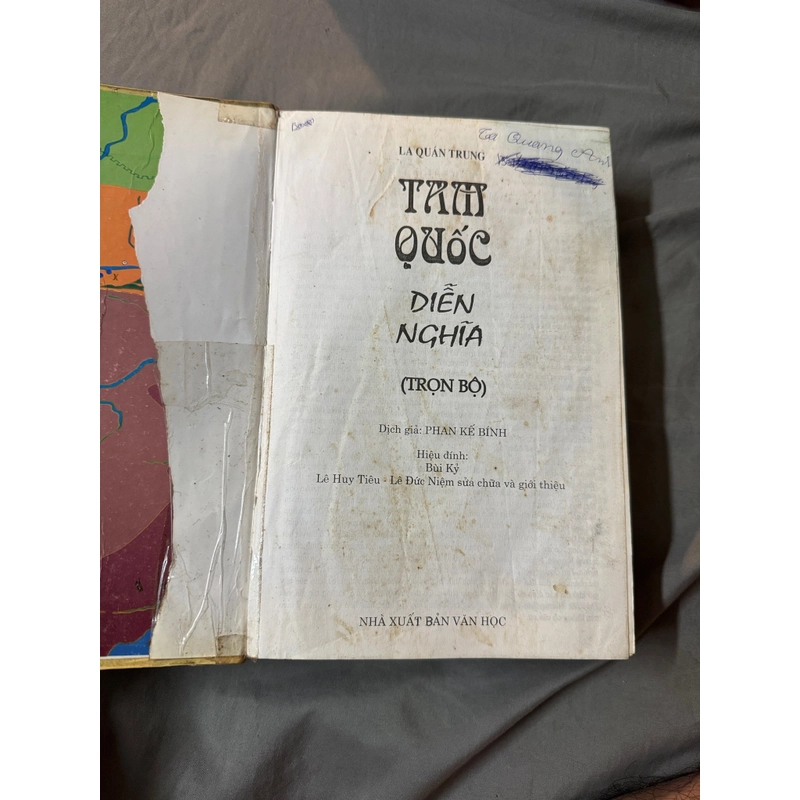 Tạ Quang Anh
LA QUÁN TRUNG
TAM
QUỐC
DIỄN
NGHĨA
(TRỌN BỘ)
Dịch giả: PHAN KẾ BÍNH
Hiệu đính:
Bùi Kỷ
Lê Huy Tiêu - Lê Đức Niệm sửa chữa và giới thiệu
NHÀ XUẤT BẢN VĂN HỌC